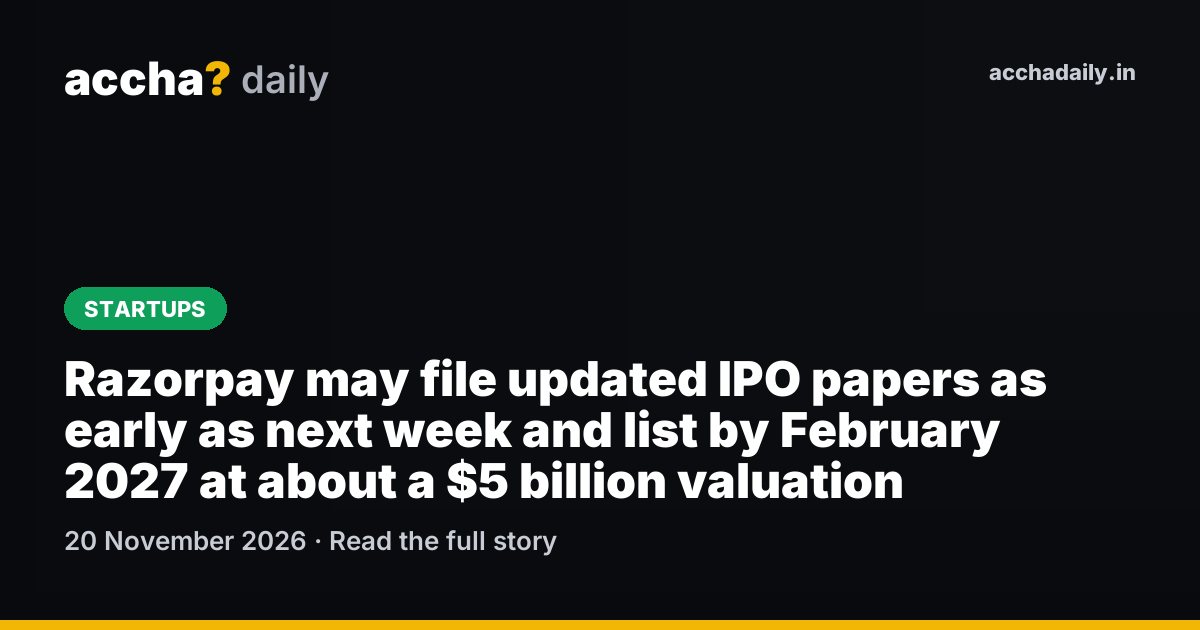 accha? daily
acchadaily.in
STARTUPS
Razorpay may file updated IPO papers as
early as next week and list by February
2027 at about a $5 billion valuation
20 November 2026 · Read the full story